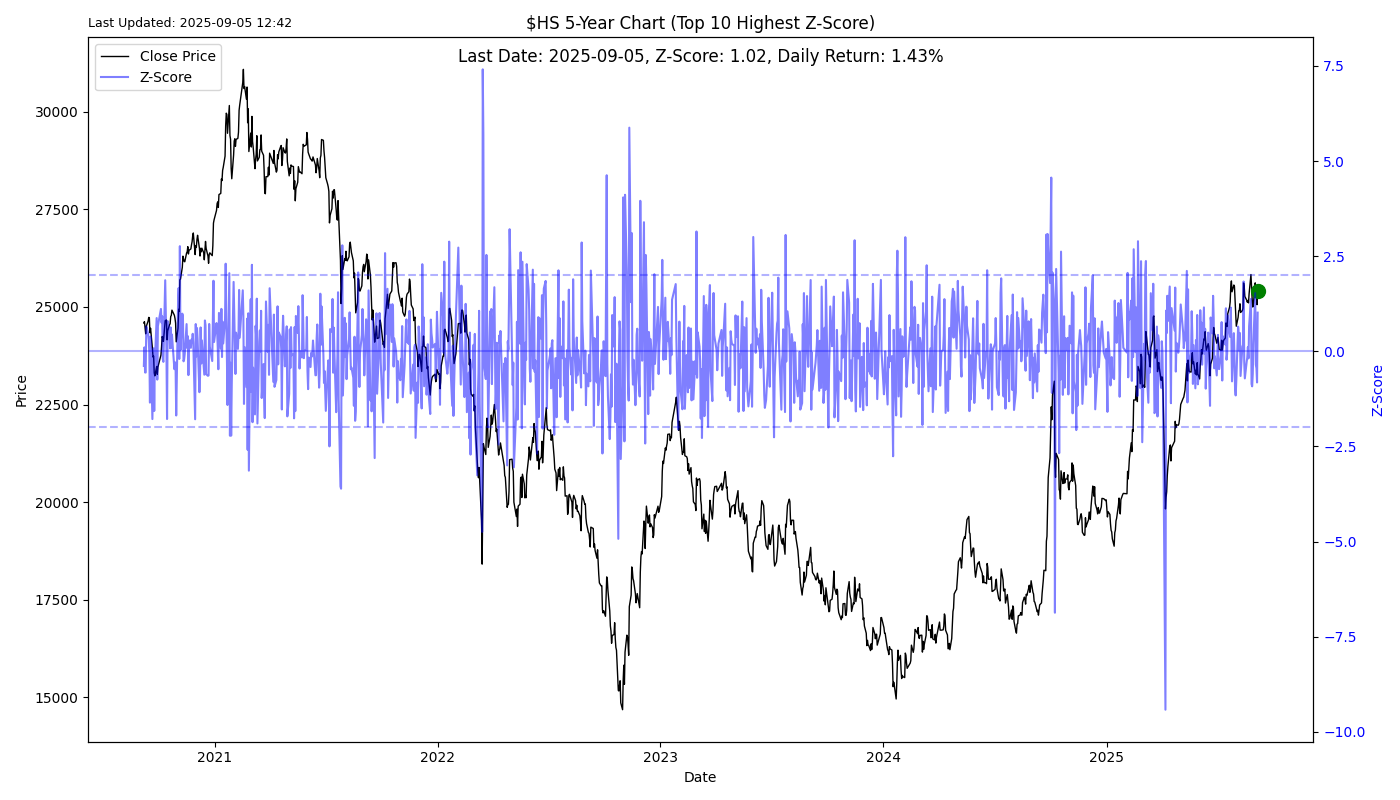 Last Updated: 2025-09-05 12:42
$HS 5-Year Chart (Top 10 Highest Z-Score)
Last Date: 2025-09-05, Z-Score: 1.02, Daily Return: 1.43%
Close Price
Z-Score
30000
27500
25000
22500
20000
17500
15000
Price
7.5
5.0
2.5
0.0
−2.5
−5.0
−7.5
−10.0
Z-Score
2021
2022
2023
2024
2025
Date